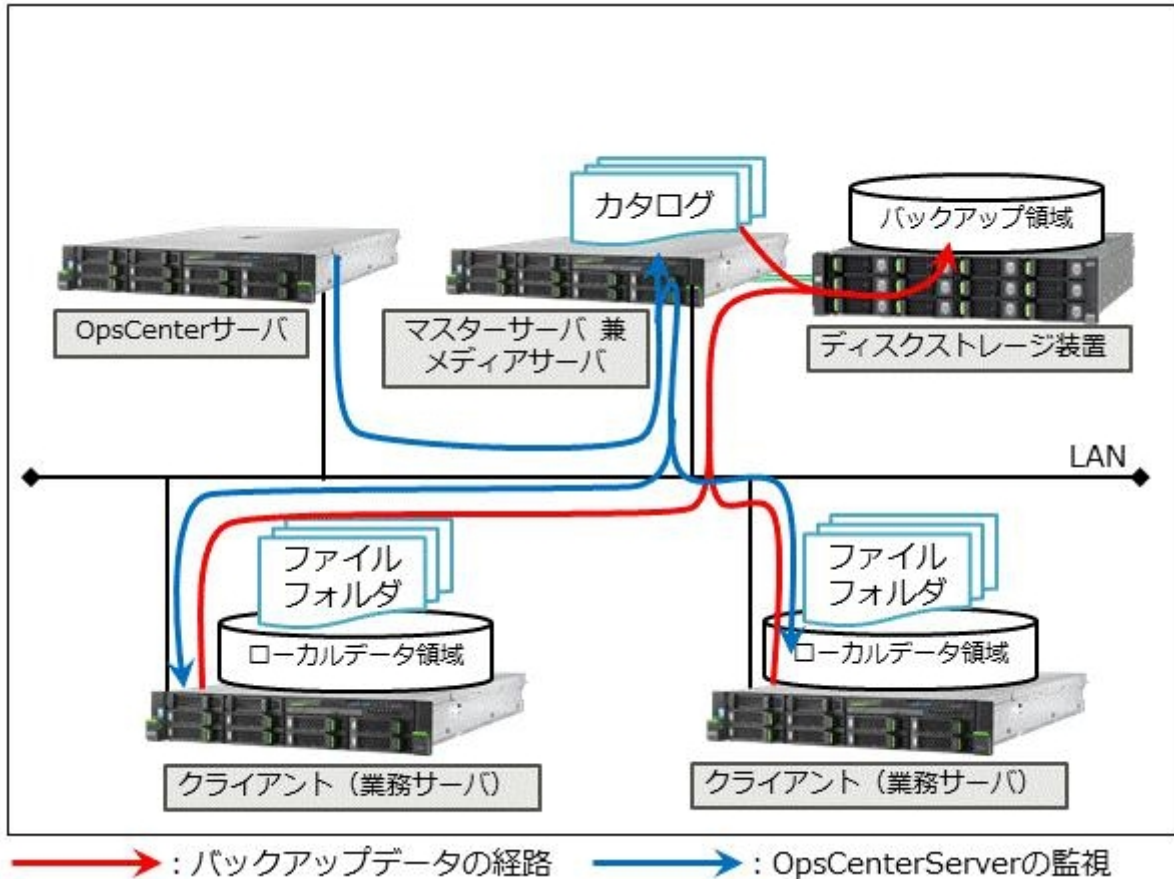 カタログ
バックアップ領域
OpsCenterサーバ
マスターサーバ 兼
メディアサーバ
ディスクストレージ装置
LAN
ファイル
フォルダ
ファイル
フォルダ
ローカルデータ領域
ローカルデータ領域
クライアント（業務サーバ）
クライアント（業務サーバ）
：バックアップデータの経路
：OpsCenterServerの監視